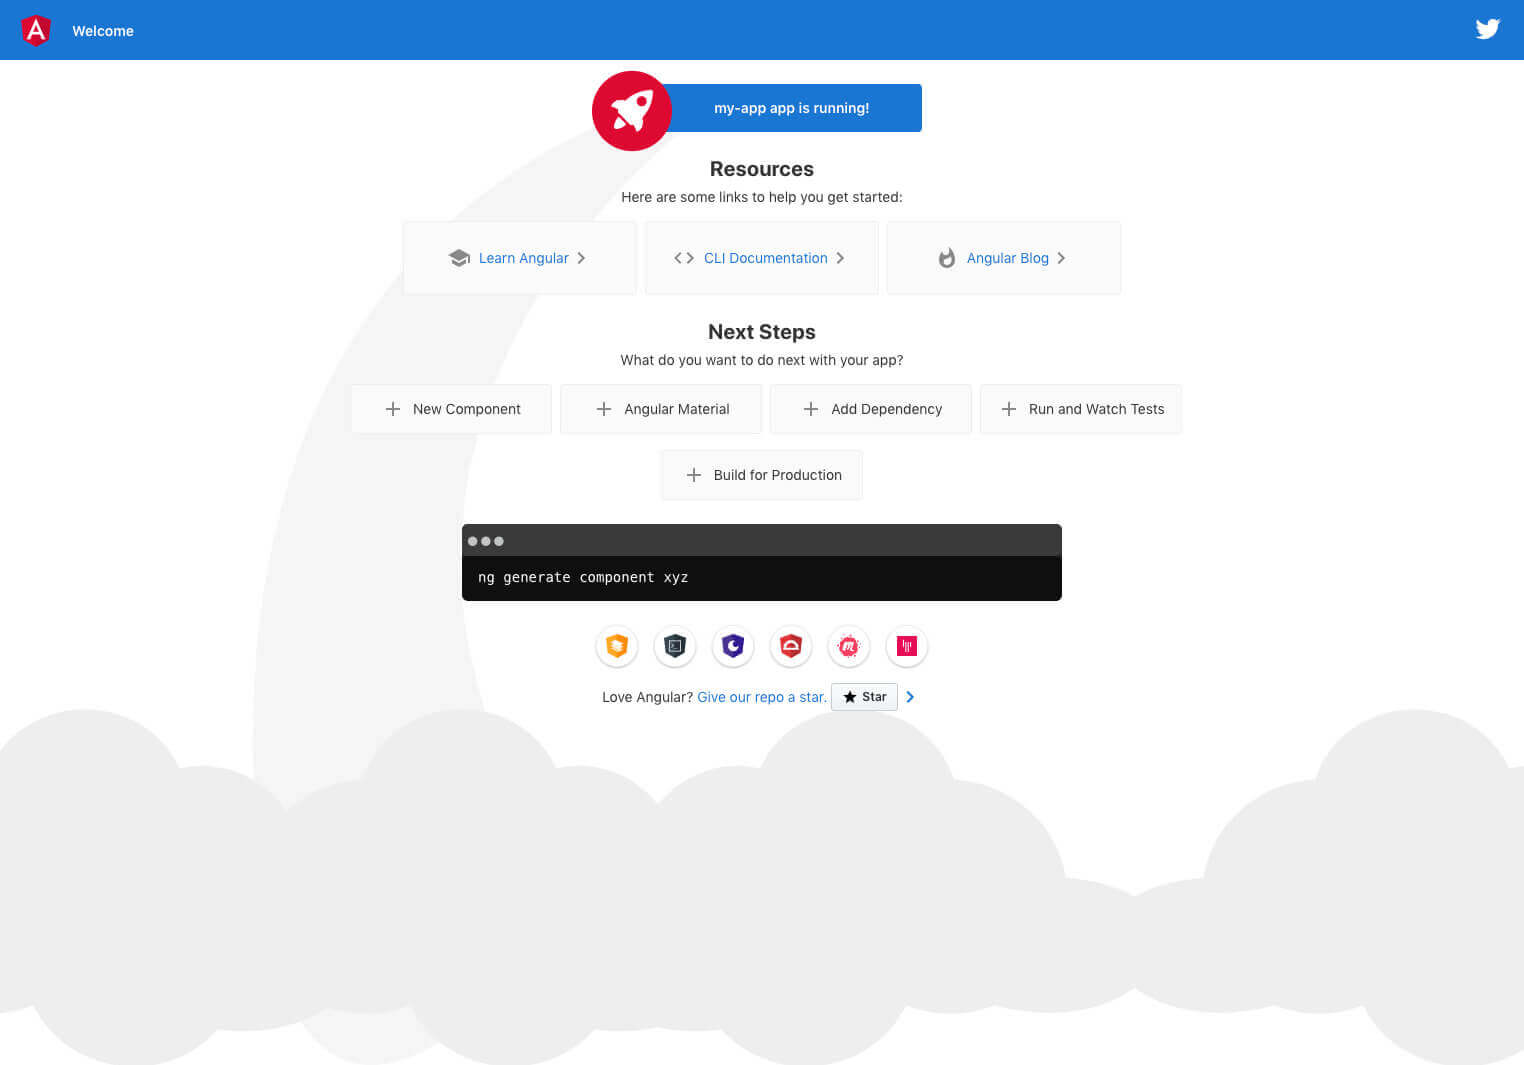 Welcome
my-app app is running!
Resources
Here are some links to help you get started:
Learn Angular
CLI Documentation
Angular Blog
Next Steps
What do you want to do next with your app?
New Component
Angular Material
Add Dependency
Run and Watch Tests
Build for Production
ng generate component xyz
Love Angular? Give our repo a star. Star